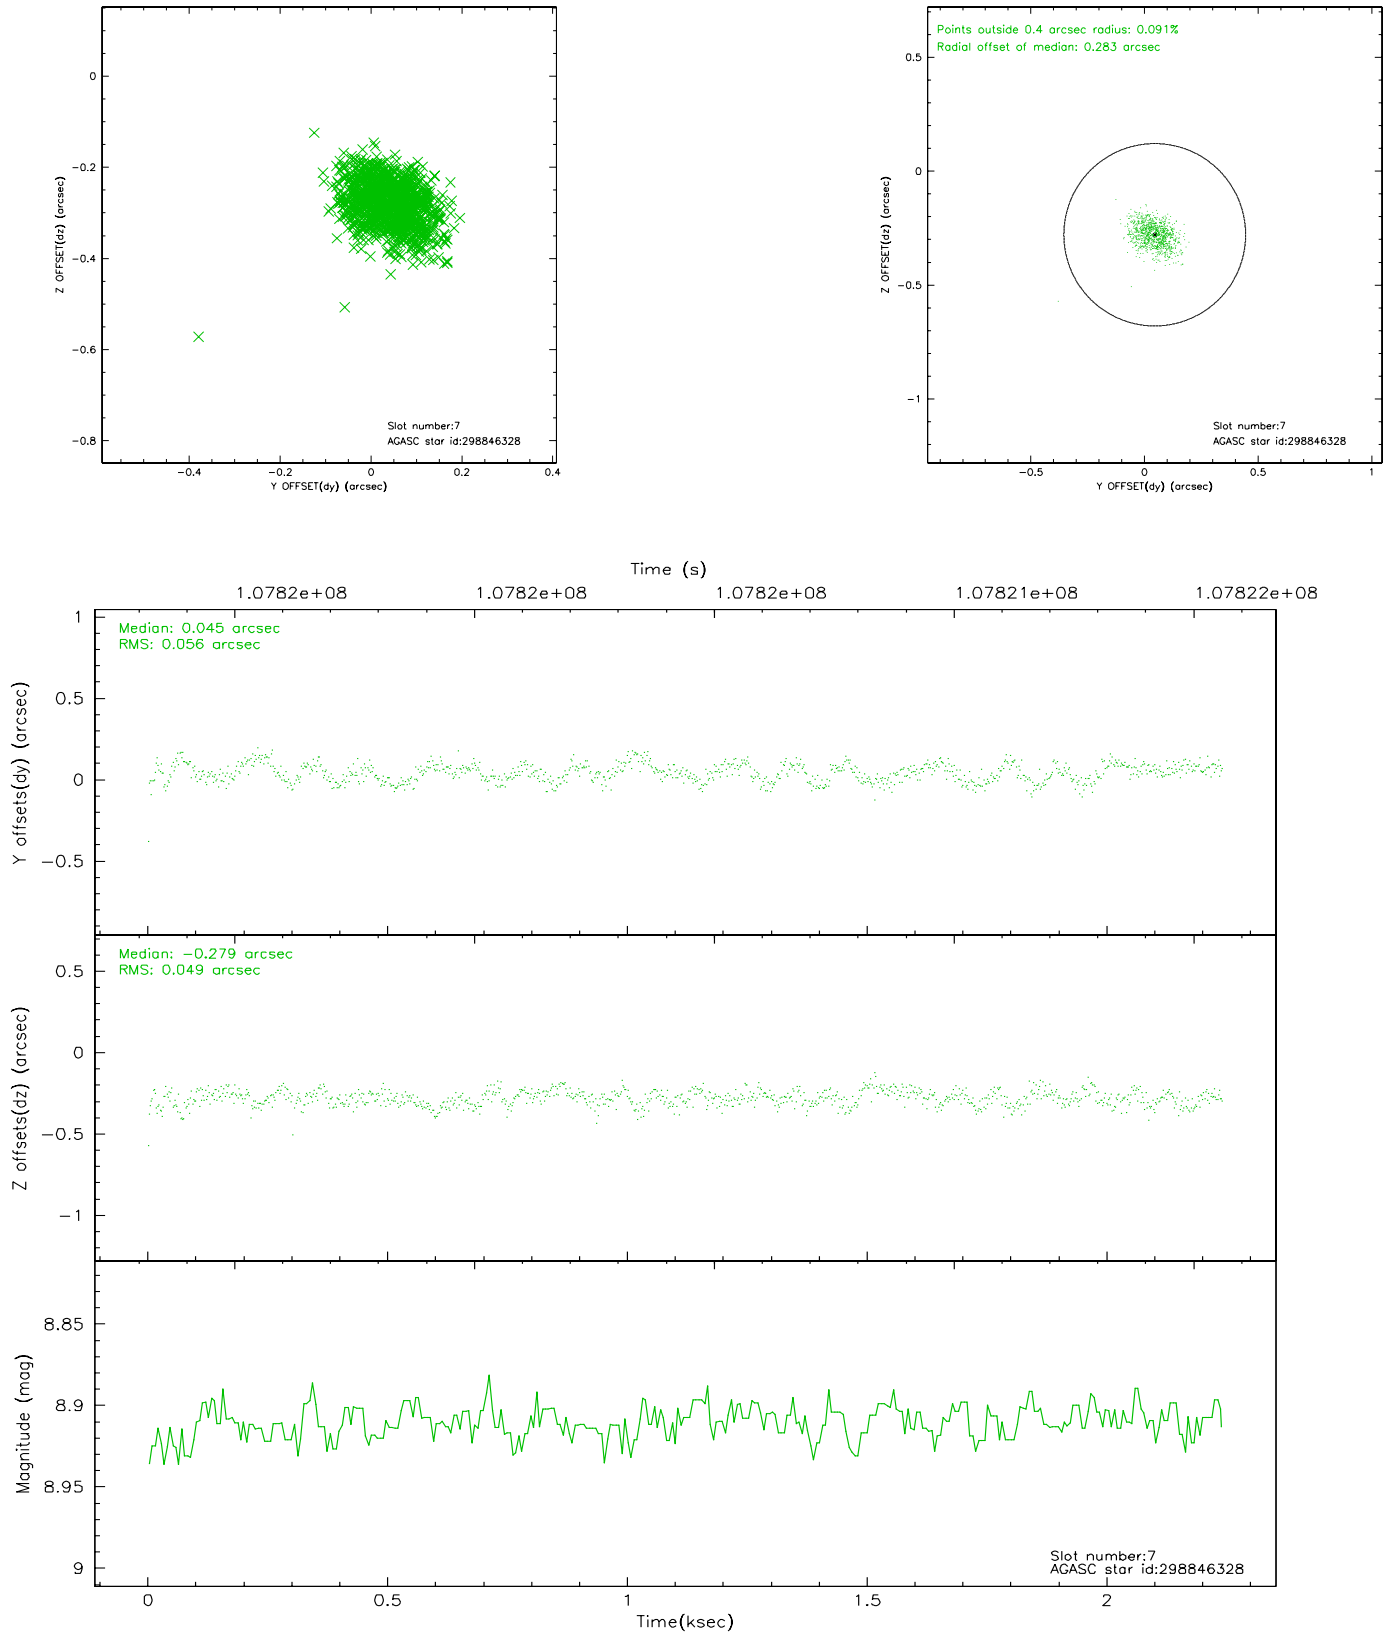 0
−0.2
−0.4
−0.6
−0.8
Z OFFSET(dz) (arcsec)
Slot number:7
AGASC star id:298846328
−0.4 −0.2 0 0.2 0.4
Y OFFSET(dy) (arcsec)
Points outside 0.4 arcsec radius: 0.091%
Radial offset of median: 0.283 arcsec
0.5
0
−0.5
−1
Z OFFSET(dz) (arcsec)
Slot number:7
AGASC star id:298846328
−0.5 0 0.5 1
Y OFFSET(dy) (arcsec)
Time (s)
1.0782e+08 1.0782e+08 1.0782e+08 1.07821e+08 1.07822e+08
Median: 0.045 arcsec
RMS: 0.056 arcsec
1
0.5
0
−0.5
Y offsets(dy) (arcsec)
Median: −0.279 arcsec
RMS: 0.049 arcsec
0.5
0
−0.5
−1
Z offsets(dz) (arcsec)
8.85
8.9
8.95
9
Magnitude (mag)
Slot number:7
AGASC star id:298846328
0 0.5 1 1.5 2
Time(ksec)